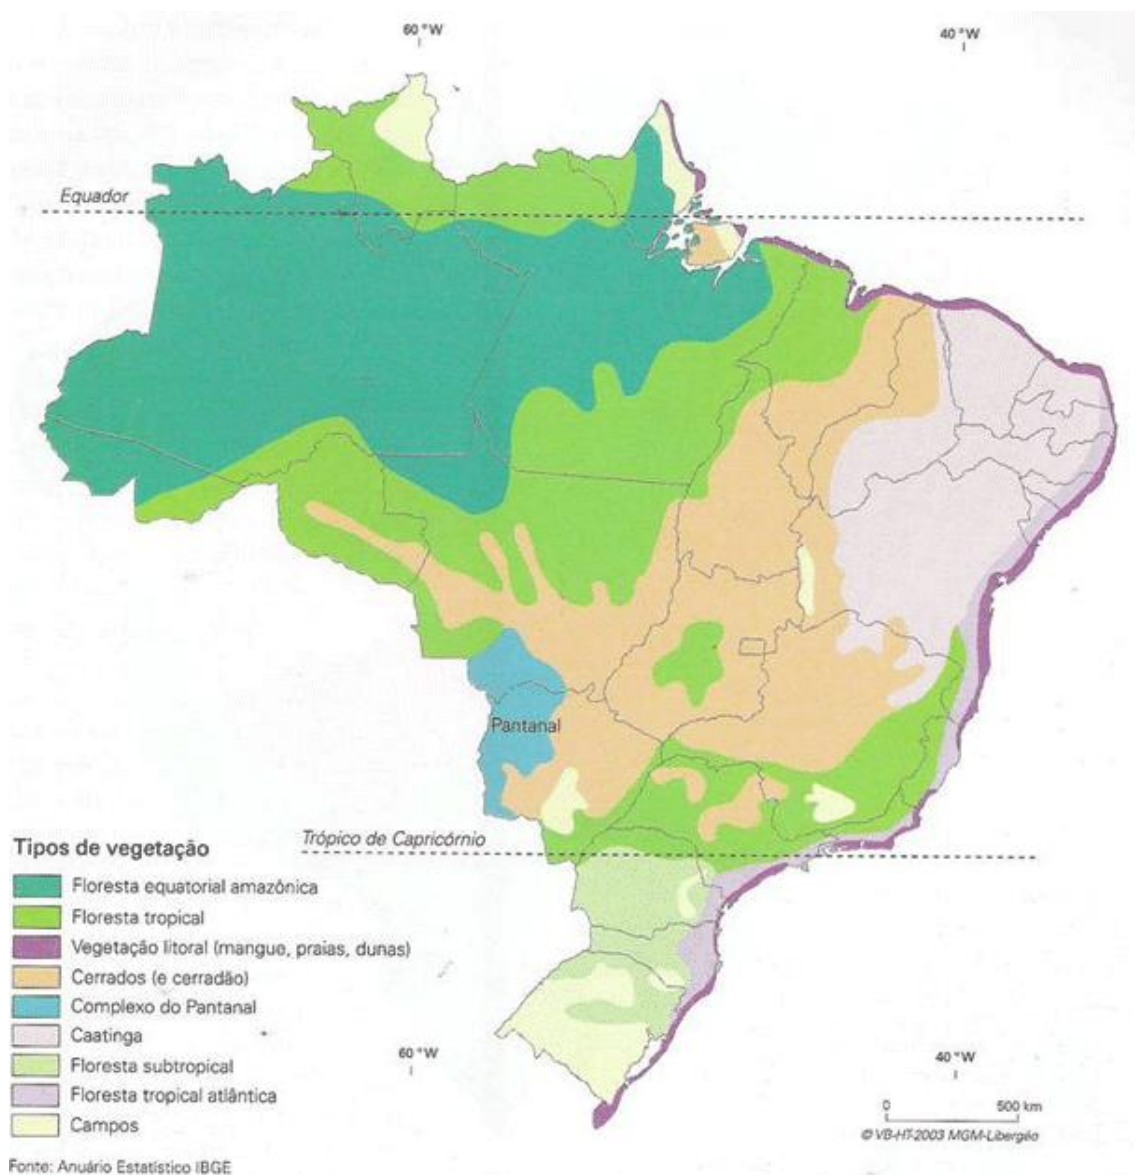 60 °W
40 °W
Equador
Pantanal
Trópico de Capricórnio
Tipos de vegetação
Floresta equatorial amazônica
Floresta tropical
Vegetação litoral (mangue, praias, dunas)
Cerrados (e cerradão)
Complexo do Pantanal
Caatinga
Floresta subtropical
Floresta tropical atlântica
Campos
60 °W
40 °W
0 500 km
© VB-HT-2003 MGM-Libergéo
Fonte: Anuário Estatístico IBGE